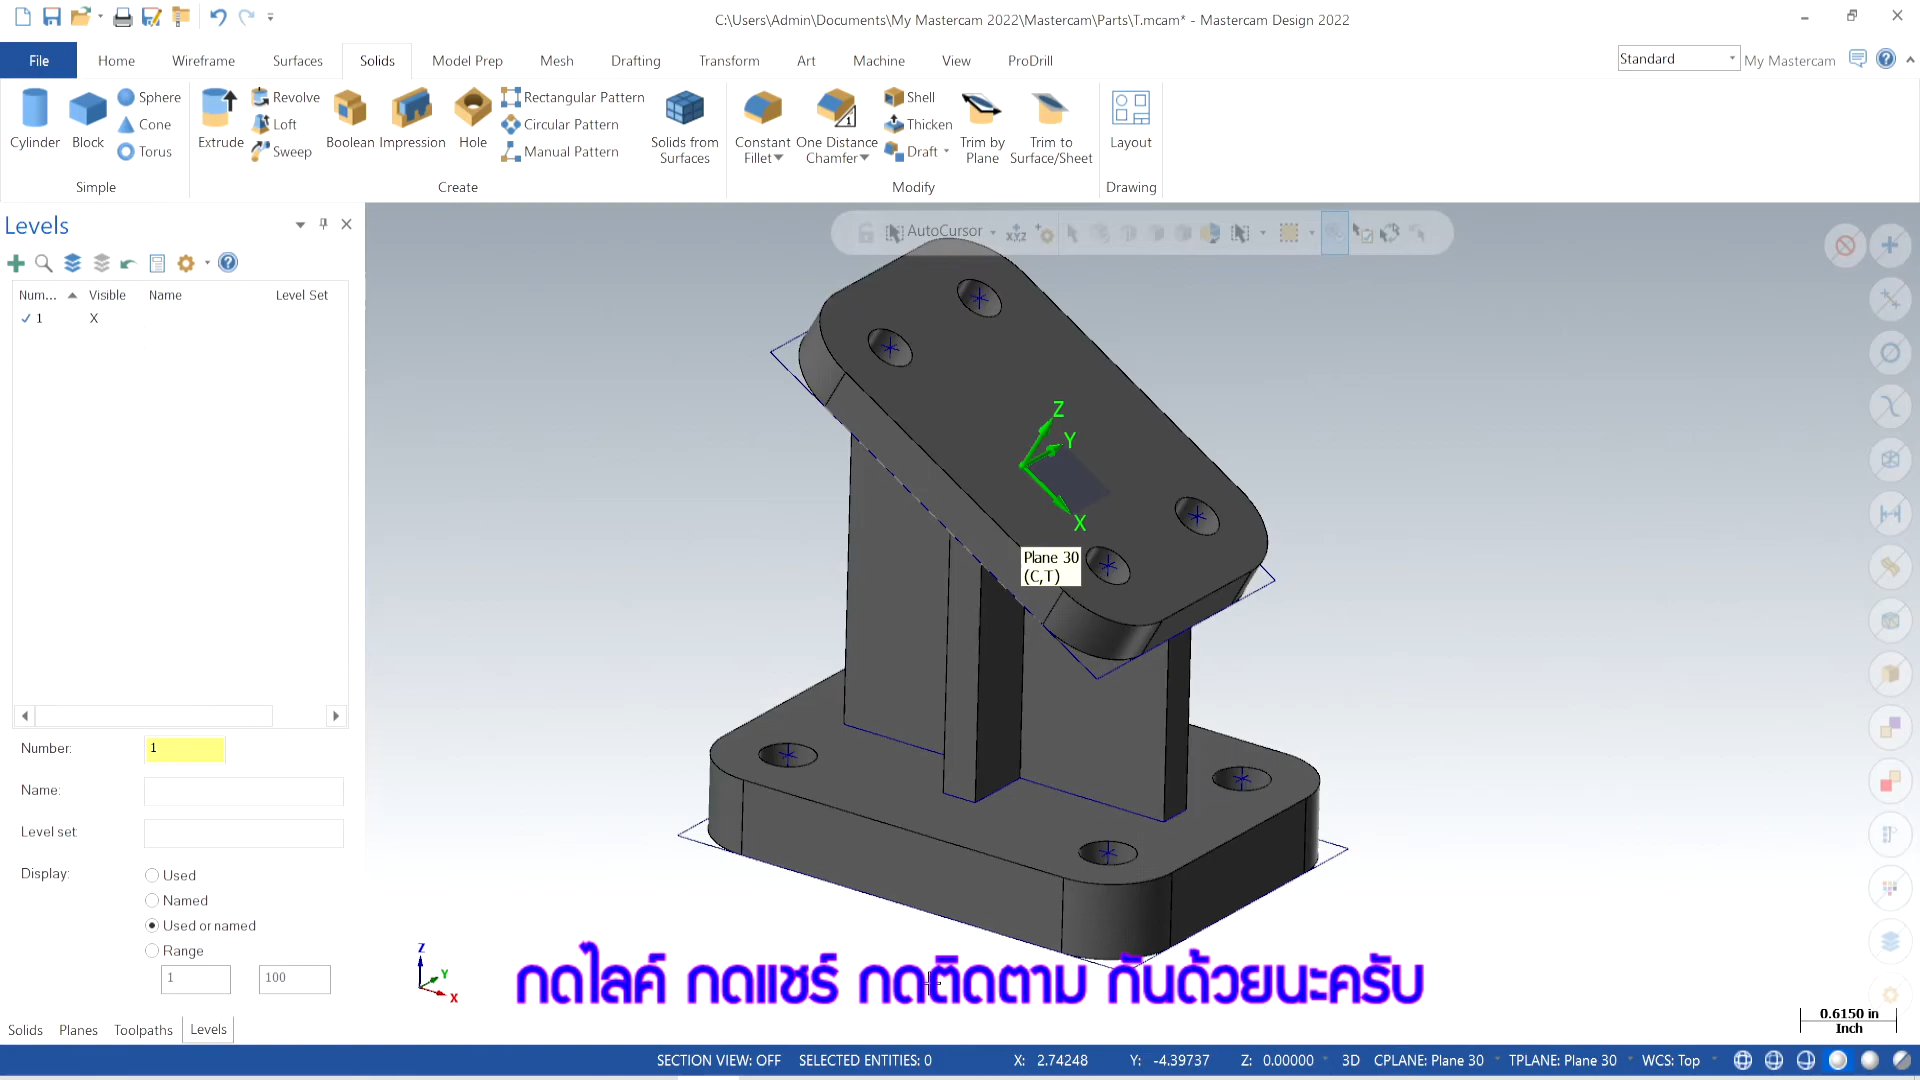 C:\Users\Admin\Documents\My Mastercam 2022\Mastercam\Parts\T.mcam* - Mastercam Design 2022
File Home Wireframe Surfaces Solids Model Prep Mesh Drafting Transform Art Machine View ProDrill
Standard My Mastercam
Cylinder Block Sphere Cone Torus
Simple
Extrude Revolve Loft Sweep Boolean Impression Hole Rectangular Pattern Circular Pattern Manual Pattern Solids from Surfaces
Create
Constant Fillet One Distance Chamfer Shell Thicken Draft Trim by Plane Trim to Surface/Sheet
Modify
Layout
Drawing
Levels
AutoCursor
Num... Visible Name Level Set
1 X
Number: 1
Name:
Level set:
Display: Used
Named
Used or named
Range
1 100
Z
Y
X
Plane 30
(C,T)
Z
Y
X
กดไลค์ กดแชร์ กดติดตาม กันด้วยนะครับ
0.6150 in
Inch
Solids Planes Toolpaths Levels
SECTION VIEW: OFF SELECTED ENTITIES: 0 X: 2.74248 Y: -4.39737 Z: 0.00000 3D CPLANE: Plane 30 TPLANE: Plane 30 WCS: Top